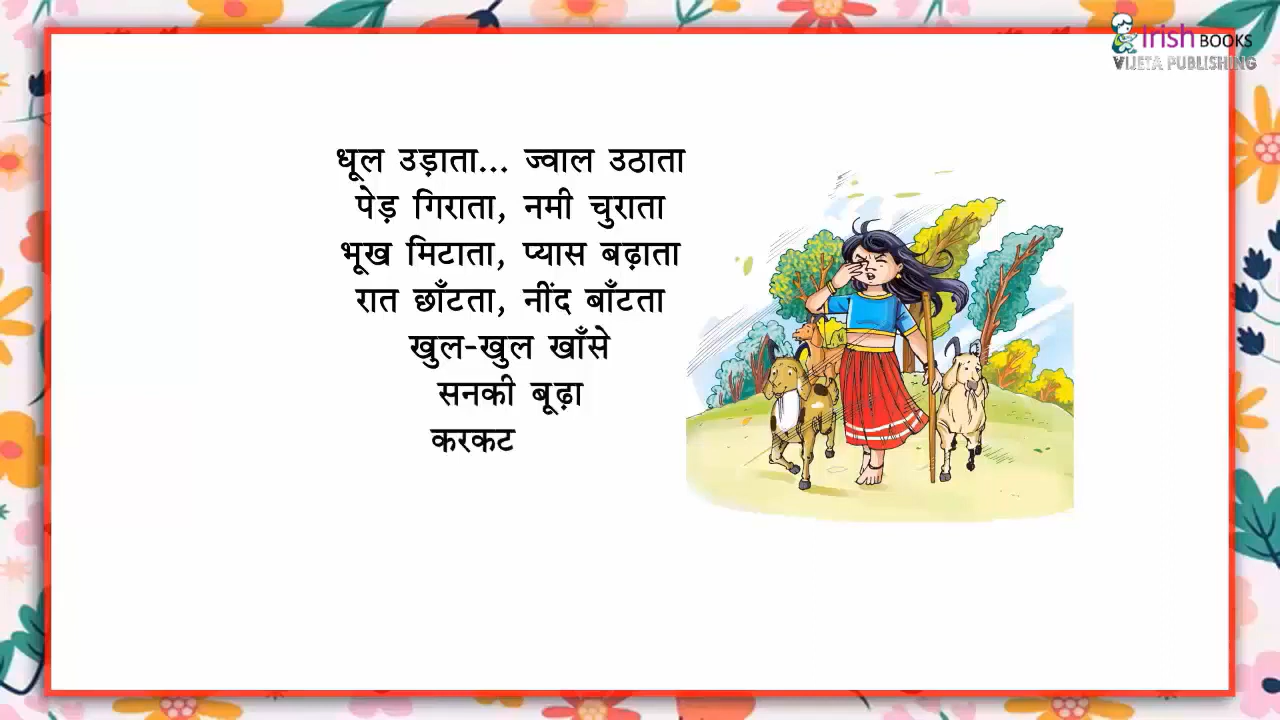 Irish BOOKS
VIJETA PUBLISHING
धूल उड़ाता... ज्वाल उठाता
पेड़ गिराता, नमी चुराता
भूख मिटाता, प्यास बढ़ाता
रात छाँटता, नींद बाँटता
खुल-खुल खाँसे
सनकी बूढ़ा
करकट